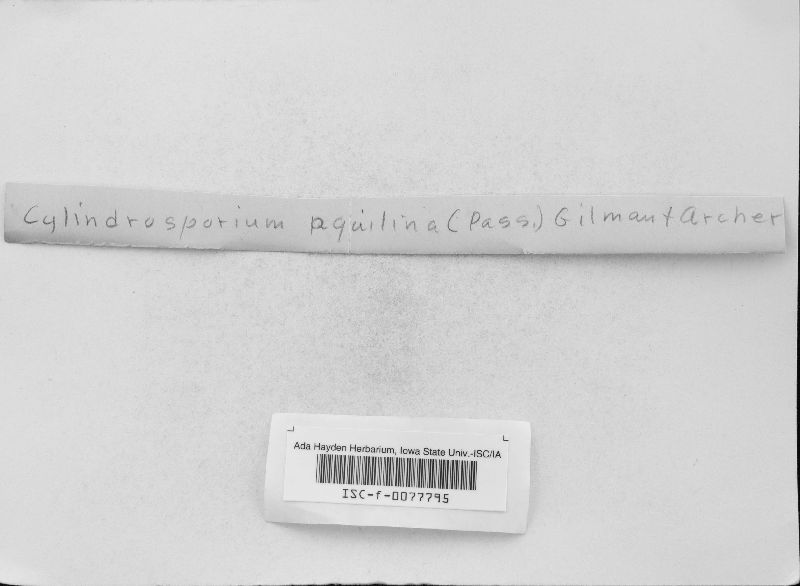 Cylindrosporium aquilina (Pass.) Gilman + Archer
Ada Hayden Herbarium, Iowa State Univ.-ISC/IA
ISC-f-0077795